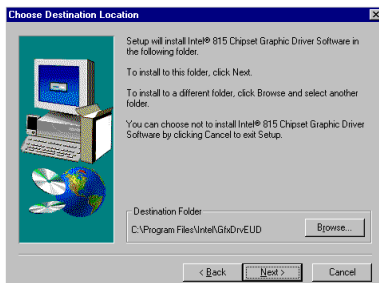 Choose Destination Location
Setup will install Intel® 815 Chipset Graphic Driver Software in
the following folder.
To install to this folder, click Next.
To install to a different folder, click Browse and select another
folder.
You can choose not to install Intel® 815 Chipset Graphic Driver
Software by clicking Cancel to exit Setup.
Destination Folder
C:\Program Files\Intel\GfxDrvEUD
Browse...
< Back
Next >
Cancel